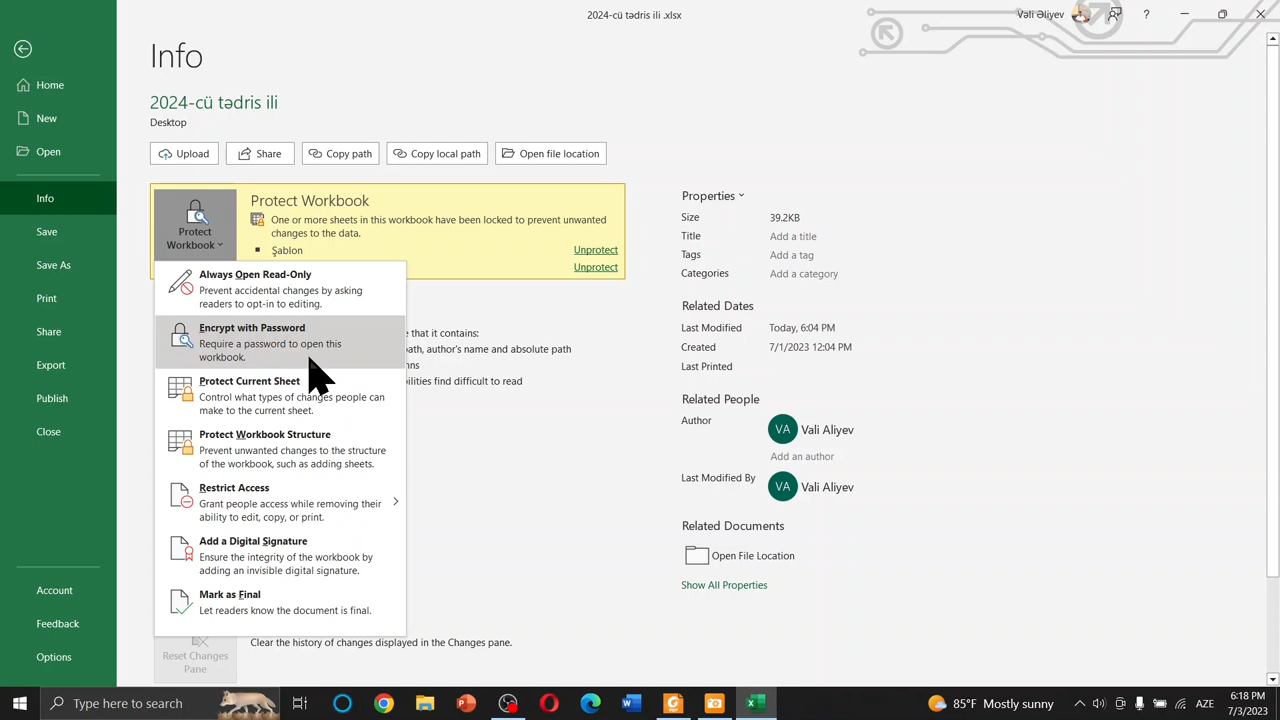 2024-cü tədris ili .xlsx
Vəli Əliyev
?
Info
Home
New
Open
Info
Save
Save As
Print
Share
Export
Publish
Close
Account
Feedback
Options
2024-cü tədris ili
Desktop
Upload
Share
Copy path
Copy local path
Open file location
Protect
Workbook
Protect Workbook
One or more sheets in this workbook have been locked to prevent unwanted
changes to the data.
Şablon
Unprotect
Unprotect
Always Open Read-Only
Prevent accidental changes by asking
readers to opt-in to editing.
Encrypt with Password
Require a password to open this
workbook.
Protect Current Sheet
Control what types of changes people can
make to the current sheet.
Protect Workbook Structure
Prevent unwanted changes to the structure
of the workbook, such as adding sheets.
Restrict Access
Grant people access while removing their
ability to edit, copy, or print.
Add a Digital Signature
Ensure the integrity of the workbook by
adding an invisible digital signature.
Mark as Final
Let readers know the document is final.
that it contains:
author's name and absolute path
difficult to read
Reset Changes
Pane
Clear the history of changes displayed in the Changes pane.
Properties
Size 39.2KB
Title Add a title
Tags Add a tag
Categories Add a category
Related Dates
Last Modified Today, 6:04 PM
Created 7/1/2023 12:04 PM
Last Printed
Related People
Author VA Vali Aliyev
Add an author
Last Modified By VA Vali Aliyev
Related Documents
Open File Location
Show All Properties
Type here to search
85°F Mostly sunny
AZE
6:18 PM
7/3/2023